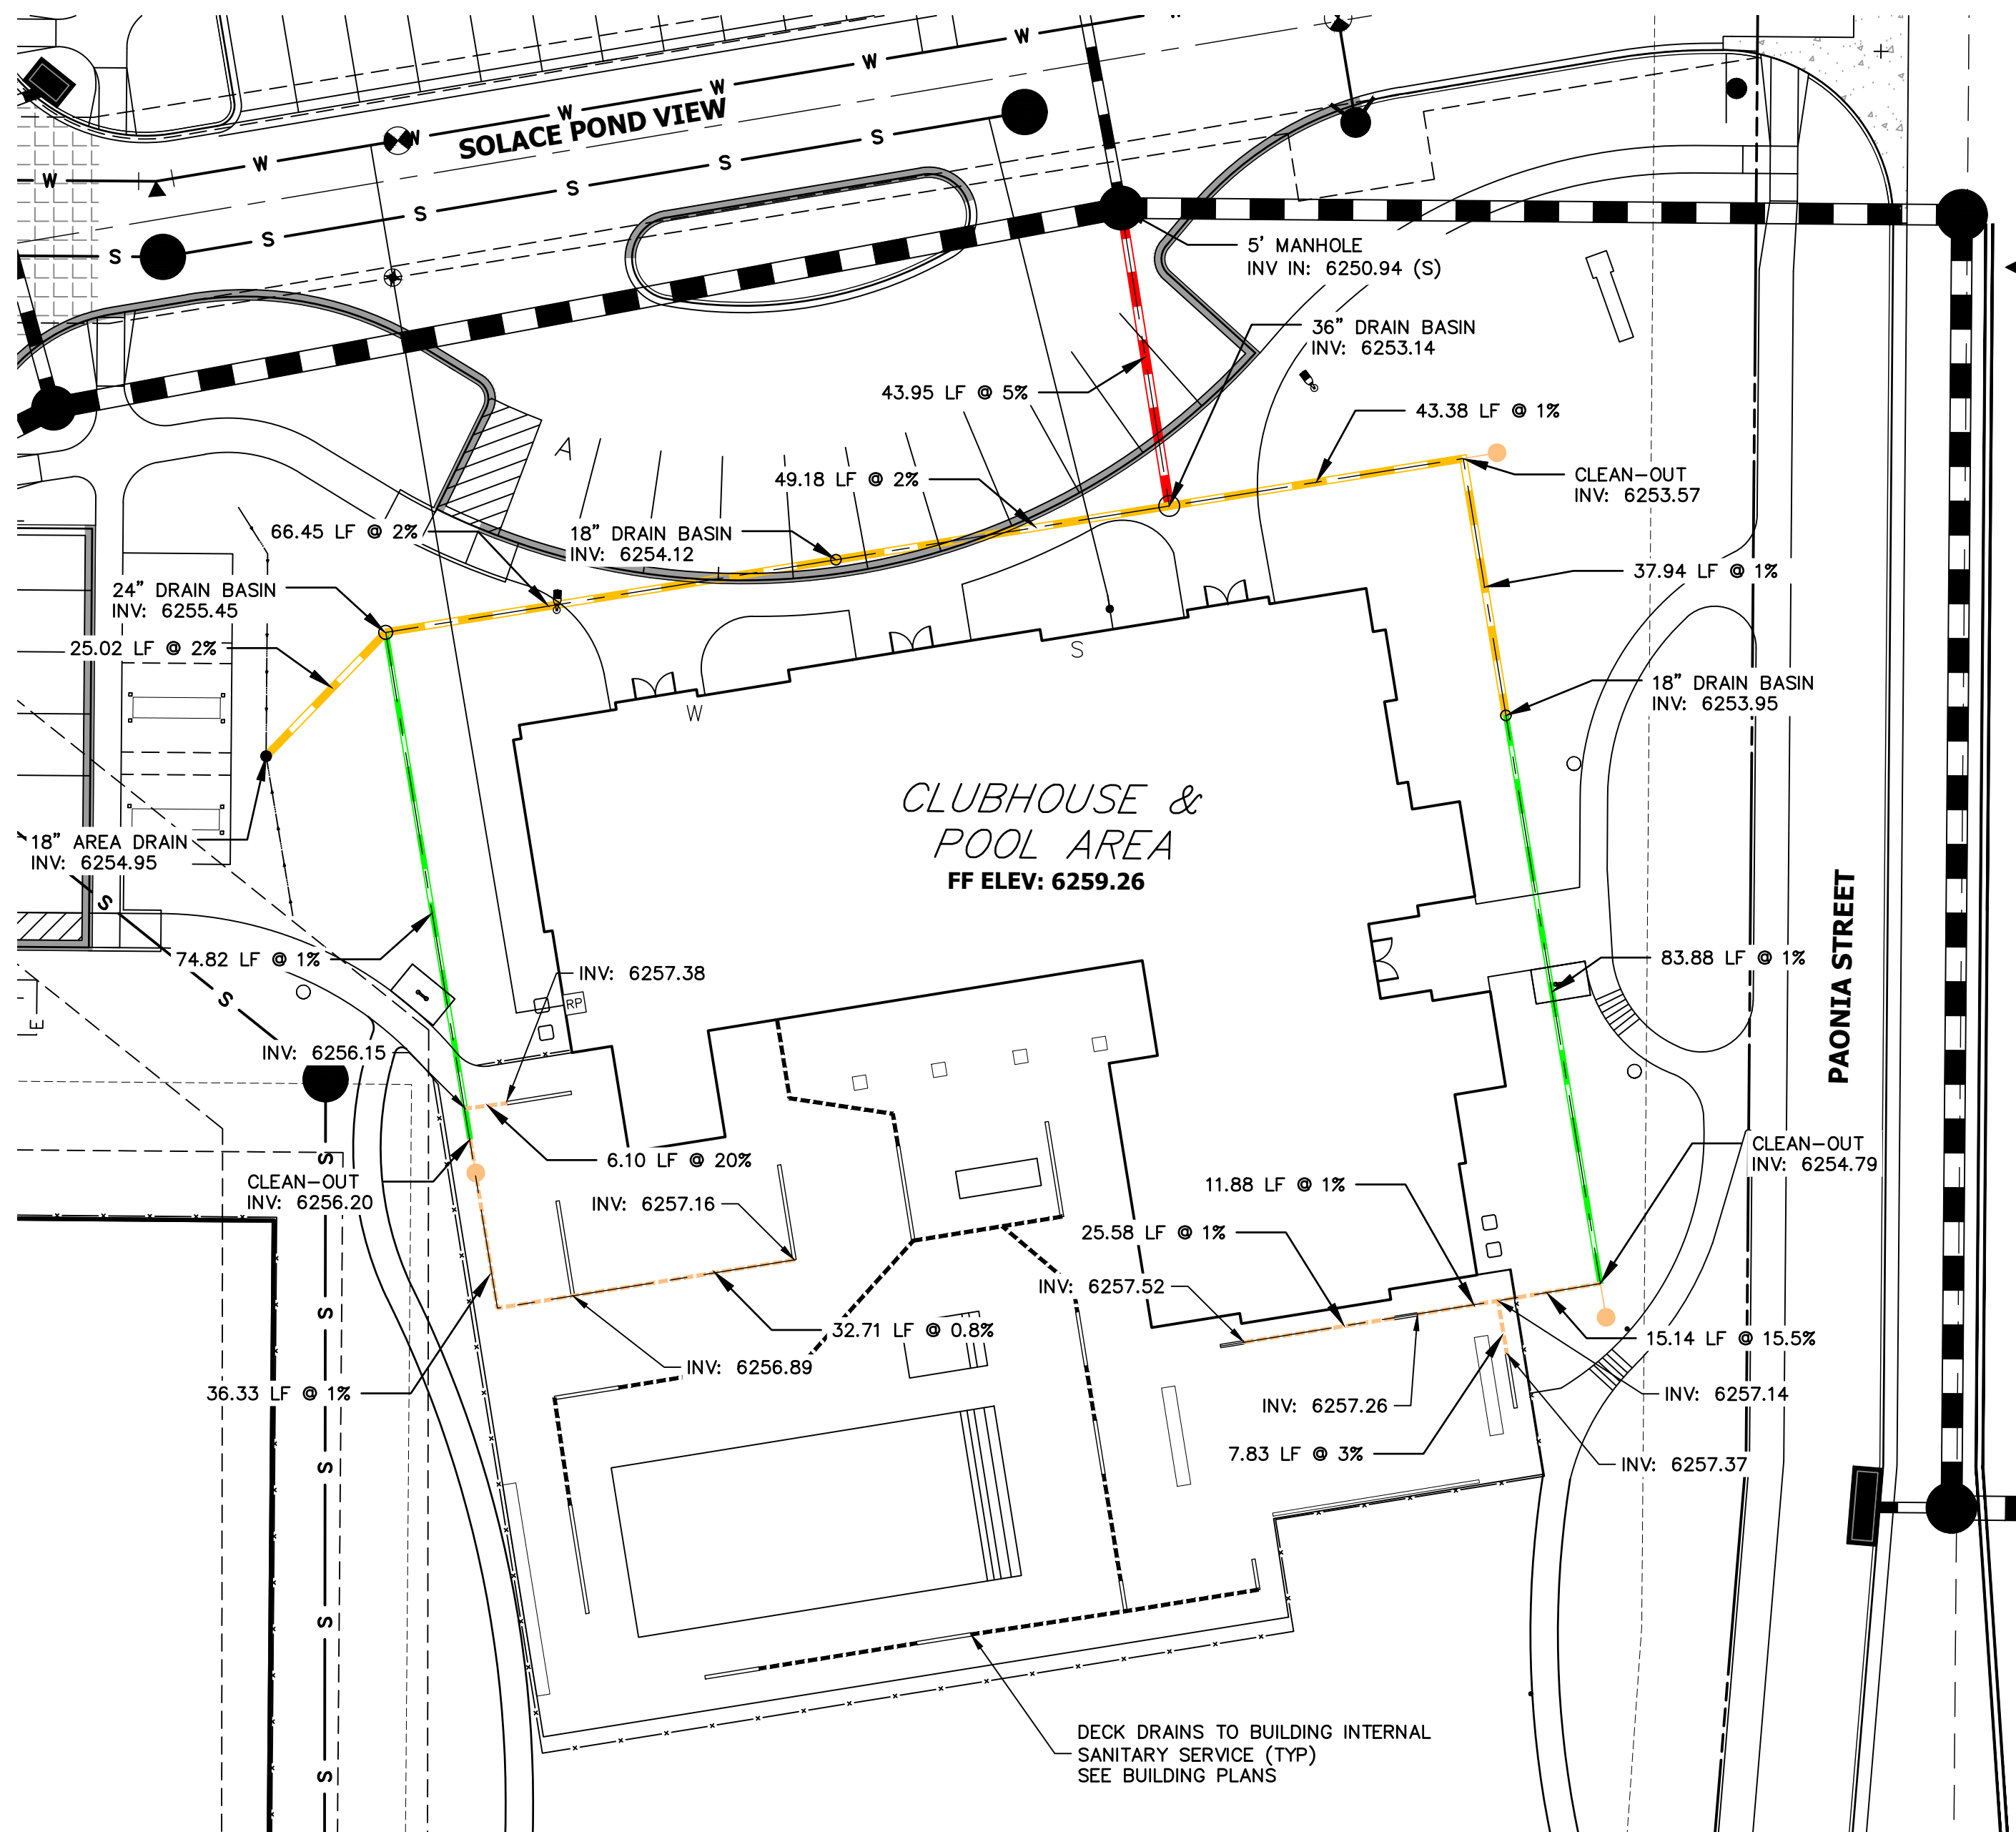 W
W
W
W
W
W
W
W
SOLACE POND VIEW
S
S
S
S
S
S
5' MANHOLE
INV IN: 6250.94 (S)
36" DRAIN BASIN
INV: 6253.14
43.95 LF @ 5%
43.38 LF @ 1%
A
CLEAN-OUT
INV: 6253.57
49.18 LF @ 2%
66.45 LF @ 2%
18" DRAIN BASIN
INV: 6254.12
37.94 LF @ 1%
24" DRAIN BASIN
INV: 6255.45
25.02 LF @ 2%
S
W
18" DRAIN BASIN
INV: 6253.95
CLUBHOUSE &
POOL AREA
FF ELEV: 6259.26
18" AREA DRAIN
INV: 6254.95
S
PAONIA STREET
74.82 LF @ 1%
INV: 6257.38
83.88 LF @ 1%
S
RP
E
INV: 6256.15
S
6.10 LF @ 20%
CLEAN-OUT
INV: 6254.79
CLEAN-OUT
INV: 6256.20
INV: 6257.16
11.88 LF @ 1%
25.58 LF @ 1%
INV: 6257.52
S
32.71 LF @ 0.8%
15.14 LF @ 15.5%
INV: 6256.89
36.33 LF @ 1%
INV: 6257.26
INV: 6257.14
7.83 LF @ 3%
INV: 6257.37
S
S
DECK DRAINS TO BUILDING INTERNAL
SANITARY SERVICE (TYP)
SEE BUILDING PLANS
S